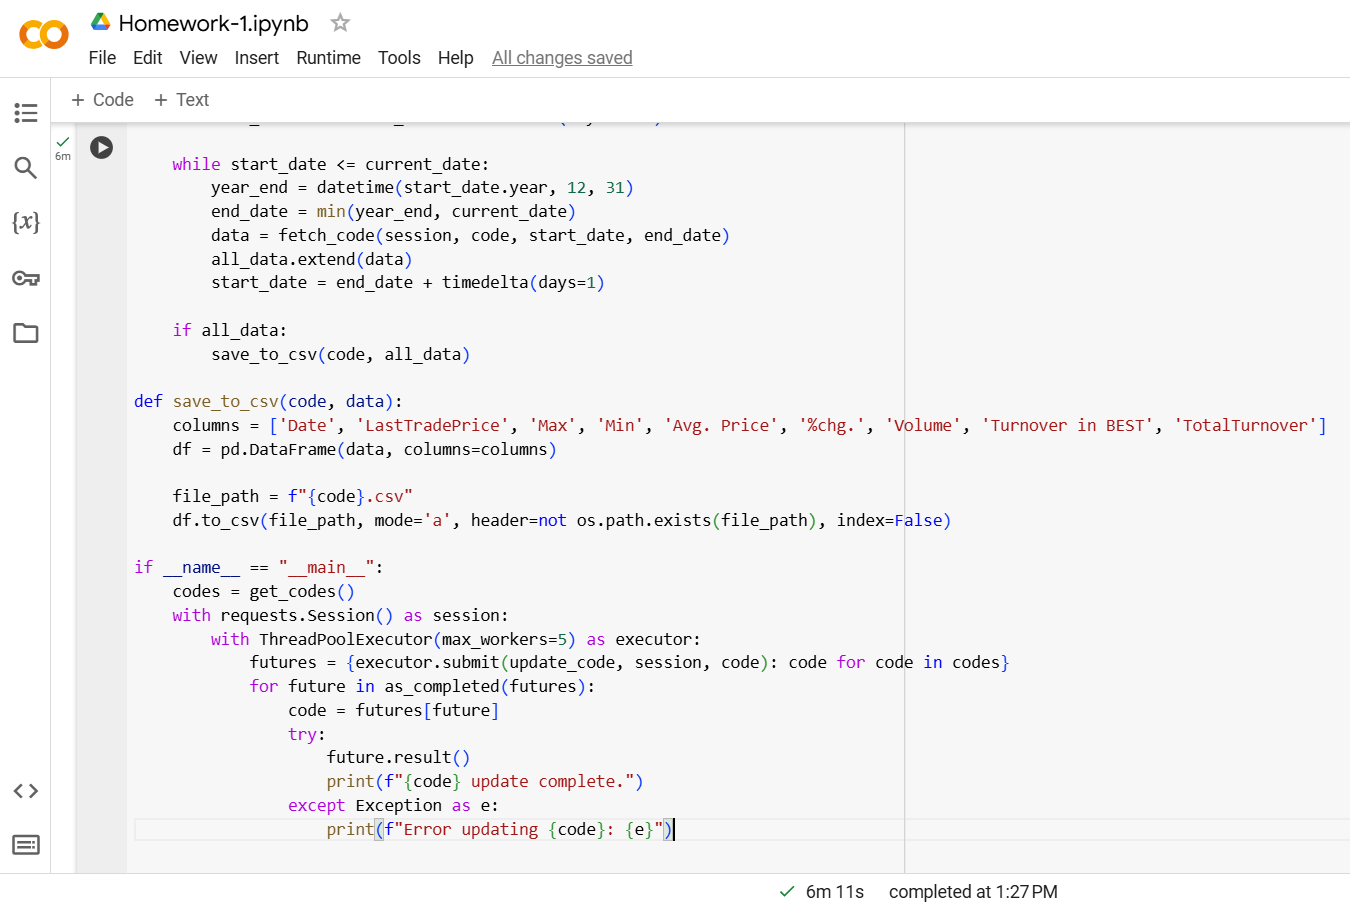 Homework-1.ipynb
File Edit View Insert Runtime Tools Help All changes saved
+ Code + Text
6m
    while start_date <= current_date:
        year_end = datetime(start_date.year, 12, 31)
        end_date = min(year_end, current_date)
        data = fetch_code(session, code, start_date, end_date)
        all_data.extend(data)
        start_date = end_date + timedelta(days=1)
    if all_data:
        save_to_csv(code, all_data)
def save_to_csv(code, data):
    columns = ['Date', 'LastTradePrice', 'Max', 'Min', 'Avg. Price', '%chg.', 'Volume', 'Turnover in BEST', 'TotalTurnover']
    df = pd.DataFrame(data, columns=columns)
    file_path = f"{code}.csv"
    df.to_csv(file_path, mode='a', header=not os.path.exists(file_path), index=False)
if __name__ == "__main__":
    codes = get_codes()
    with requests.Session() as session:
        with ThreadPoolExecutor(max_workers=5) as executor:
            futures = {executor.submit(update_code, session, code): code for code in codes}
            for future in as_completed(futures):
                code = futures[future]
                try:
                    future.result()
                    print(f"{code} update complete.")
                except Exception as e:
                    print(f"Error updating {code}: {e}")
6m 11s completed at 1:27 PM